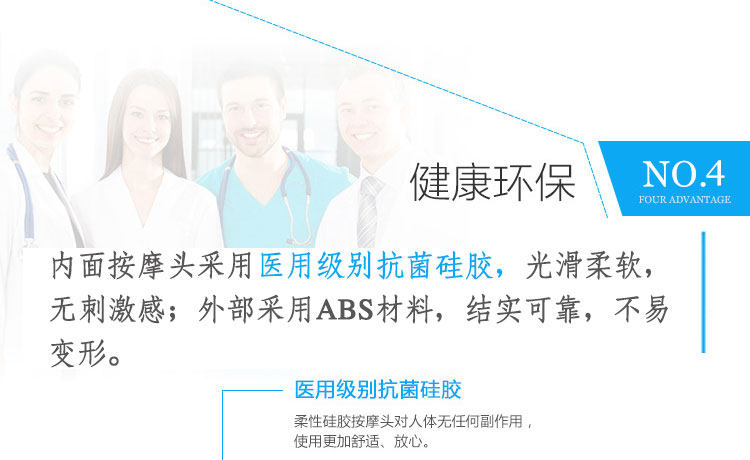 健康环保
NO.4
FOUR ADVANTAGE
内面按摩头采用医用级别抗菌硅胶，光滑柔软，
无刺激感；外部采用ABS材料，结实可靠，不易
变形。
医用级别抗菌硅胶
柔性硅胶按摩头对人体无任何副作用，
使用更加舒适、放心。